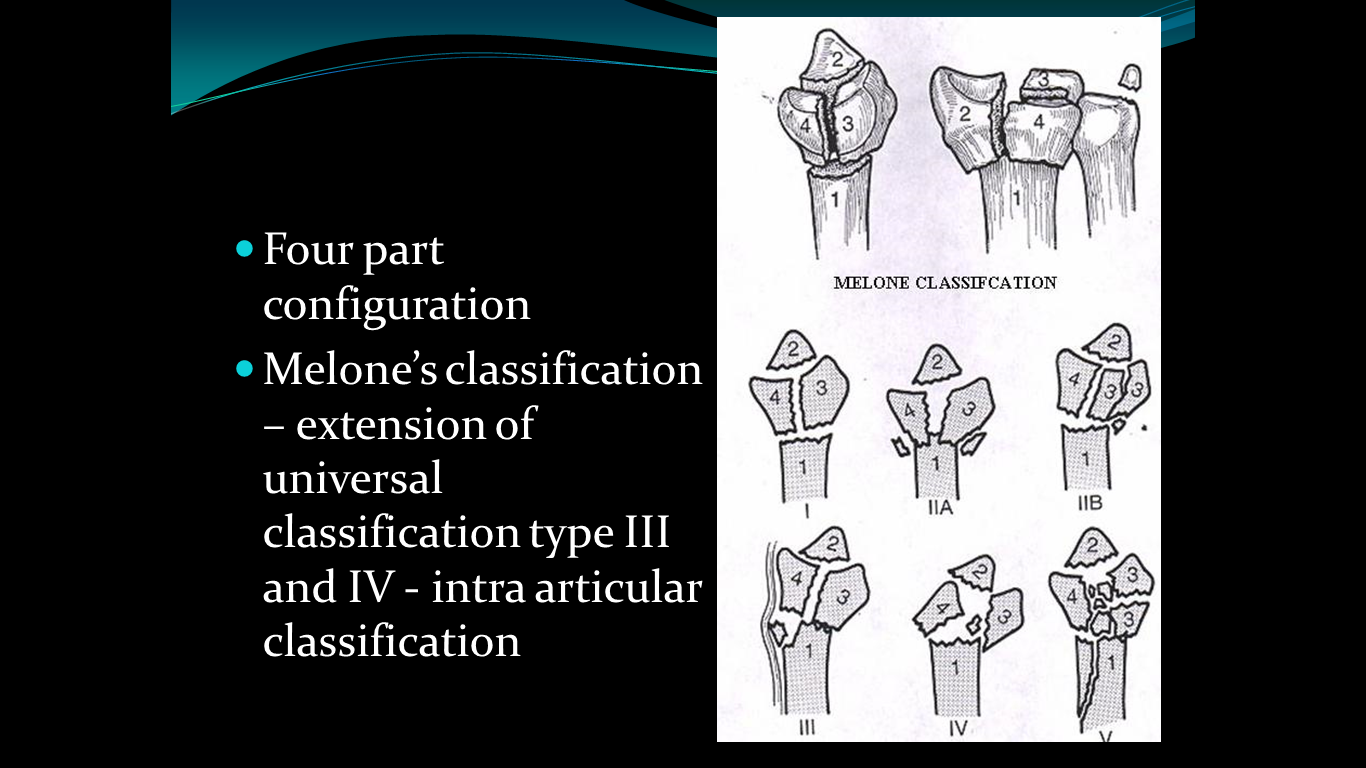 Four part
configuration
Melone’s classification
– extension of
universal
classification type III
and IV - intra articular
classification
2
4 3
1
3
2 4
1
MELONE CLASSIFCATION
2
4 3
1
I
2
4 3
1
IIA
2
4 3 3
1
IIB
2
4 3
1
III
2
4 3
1
IV
2
3
4
3
1
V